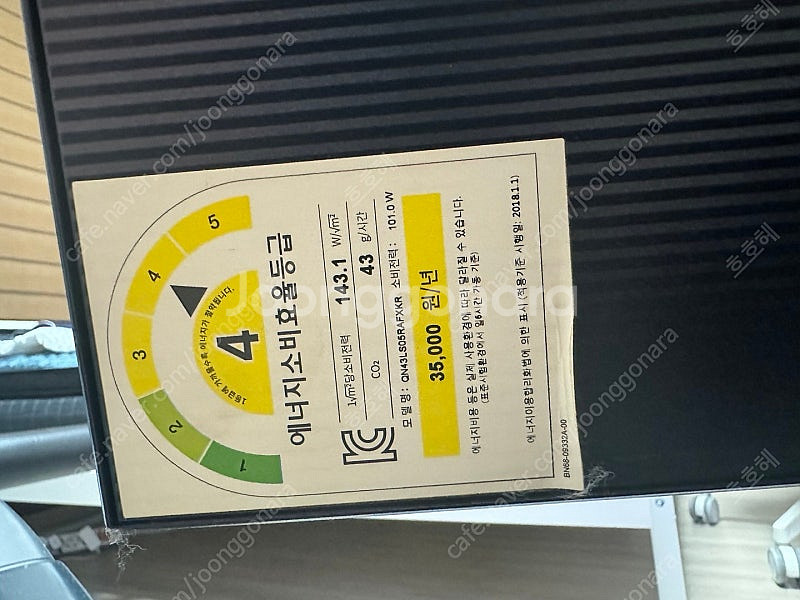 1 2 3 4 5
1등급에 가까울수록 에너지가 절약됩니다.
4
에너지소비효율등급
1√m²당소비전력 143.1 W/√m²
CO₂ 43 g/시간
모델명 : QN43LS05RAFXKR 소비전력 : 101.0 W
35,000 원/년
에너지비용 등은 실제 사용환경에 따라 달라질 수 있습니다.
(표준시험환경에서 일6시간 가동 기준)
에너지이용합리화법에 의한 표시 (적용기준 시행일: 2018.1.1)
BN68-09332A-00
Joonggonara
cafe.naver.com/joonggonara
호호혜